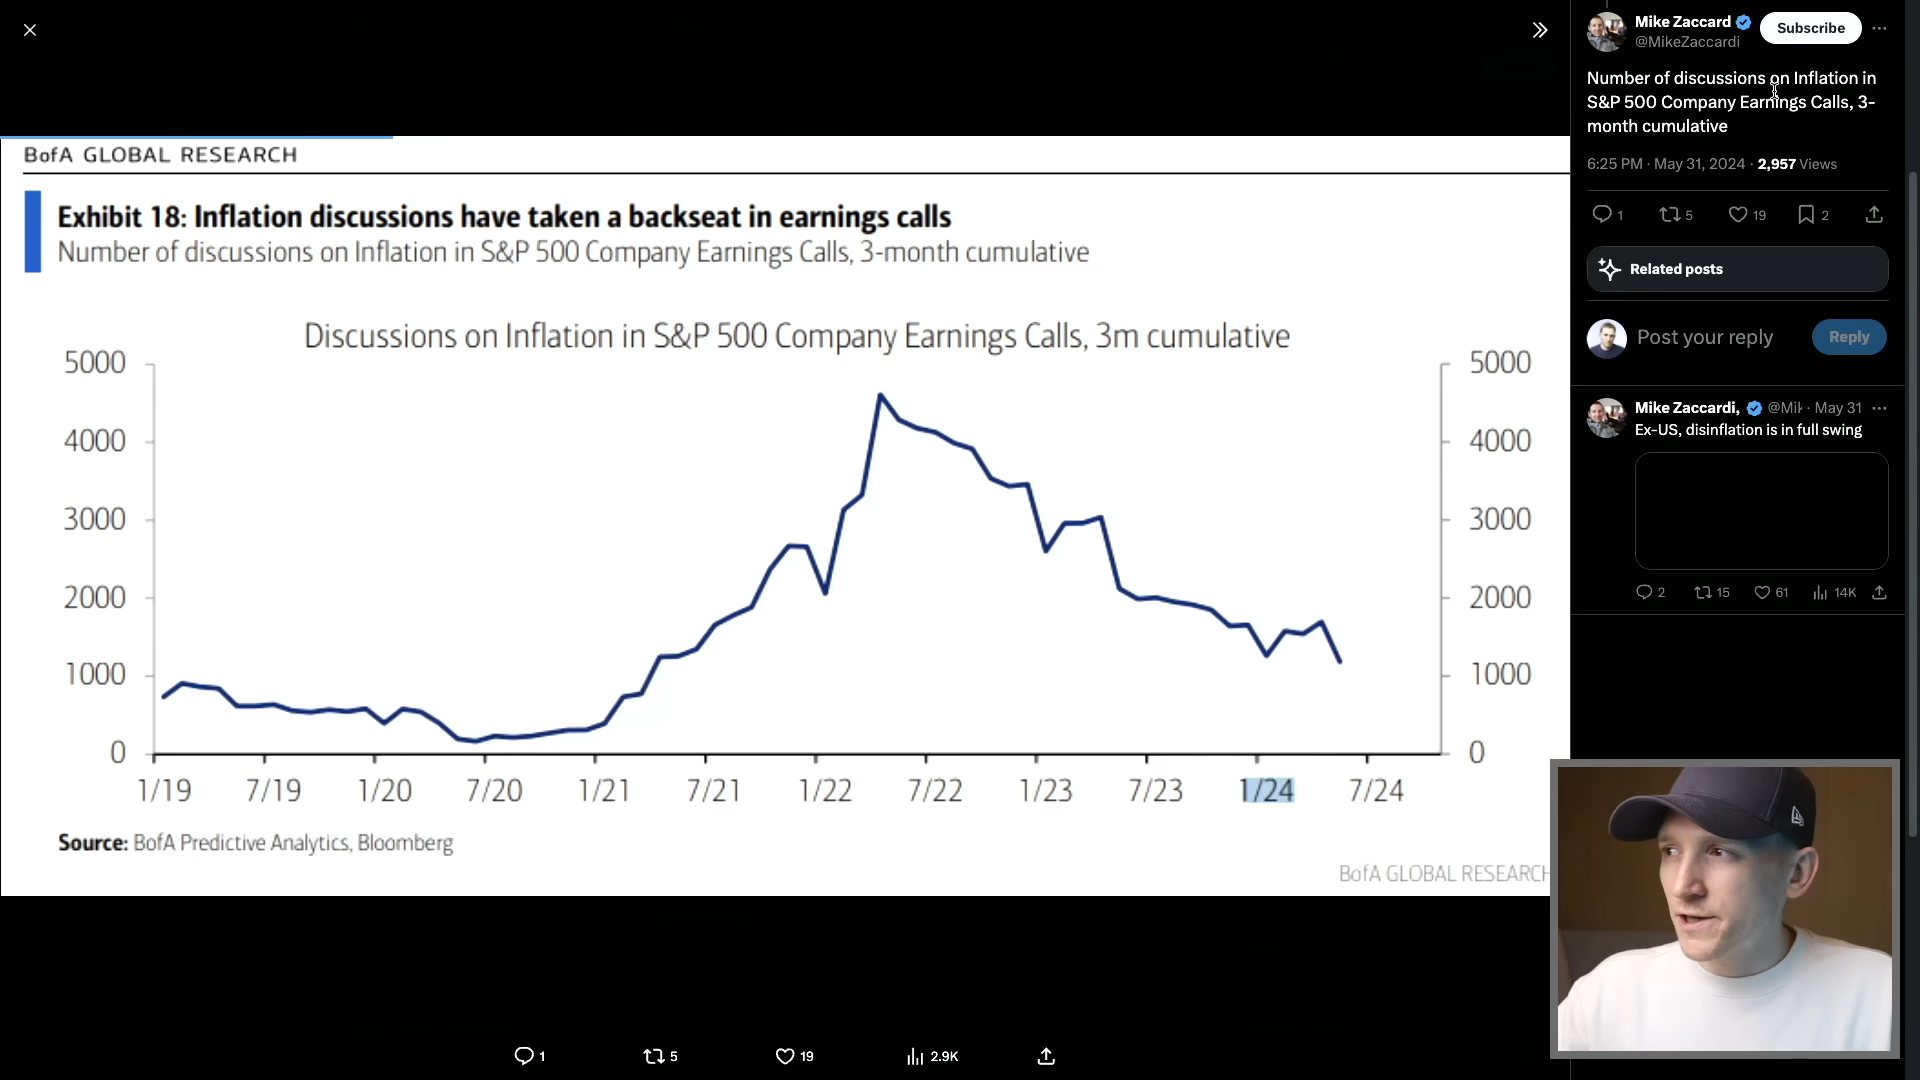 BofA GLOBAL RESEARCH
Exhibit 18: Inflation discussions have taken a backseat in earnings calls
Number of discussions on Inflation in S&P 500 Company Earnings Calls, 3-month cumulative
Discussions on Inflation in S&P 500 Company Earnings Calls, 3m cumulative
5000 5000
4000 4000
3000 3000
2000 2000
1000 1000
0 0
1/19 7/19 1/20 7/20 1/21 7/21 1/22 7/22 1/23 7/23 1/24 7/24
Source: BofA Predictive Analytics, Bloomberg
BofA GLOBAL RESEARCH
1 5 19 2.9K
Mike Zaccard
Subscribe
@MikeZaccardi
Number of discussions on Inflation in
S&P 500 Company Earnings Calls, 3-
month cumulative
6:25 PM · May 31, 2024 · 2,957 Views
1 5 19 2
Related posts
Post your reply
Reply
Mike Zaccardi, @Mik · May 31
Ex-US, disinflation is in full swing
2 15 61 14K